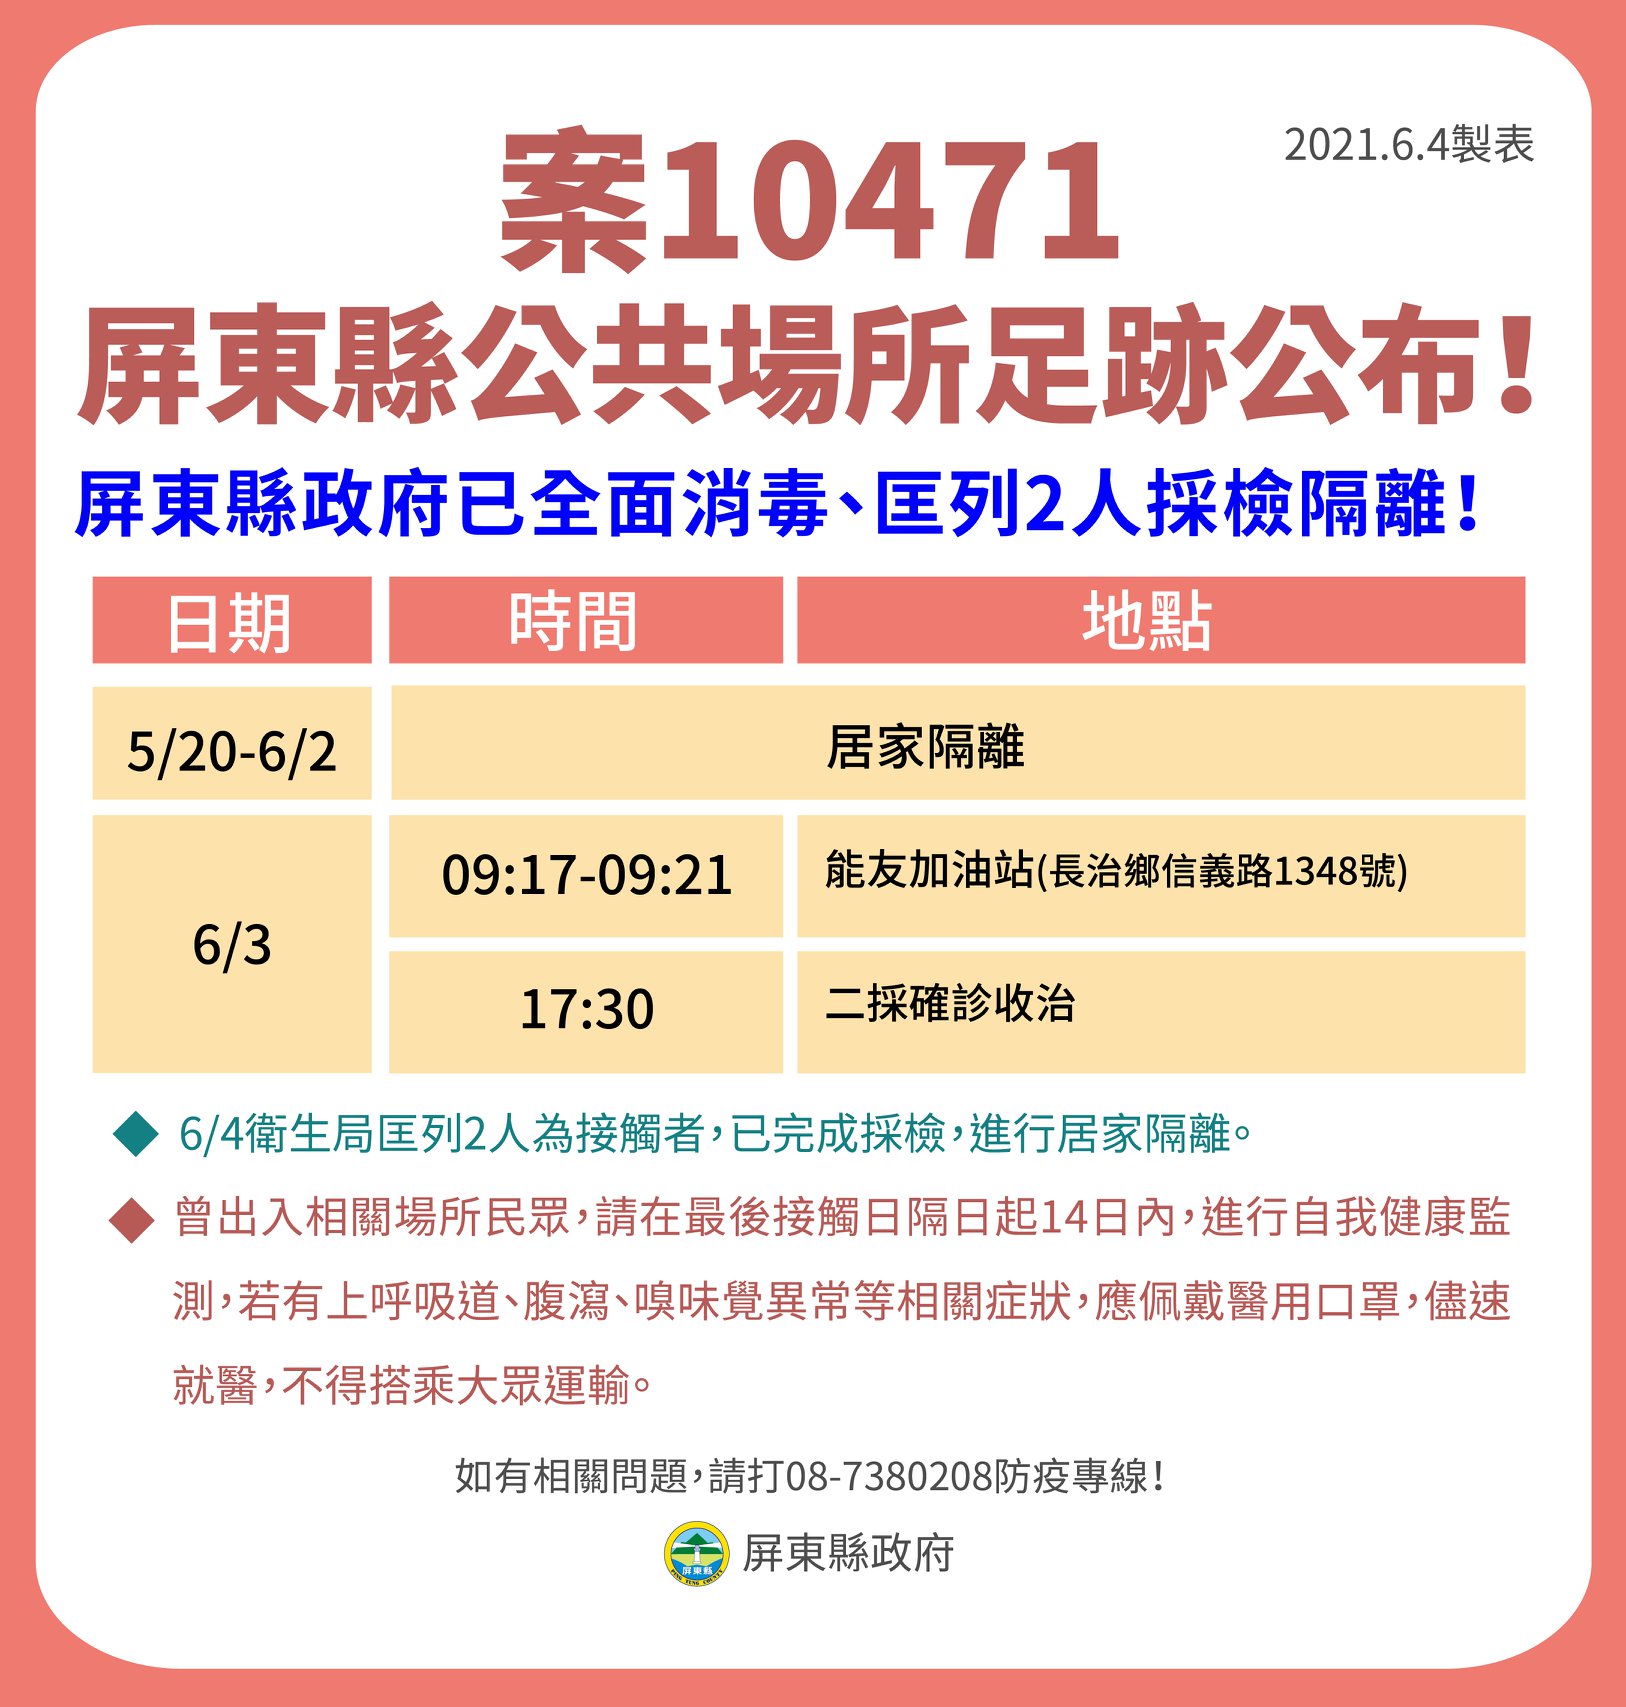 2021.6.4製表
案10471
屏東縣公共場所足跡公布！
屏東縣政府已全面消毒、匡列2人採檢隔離！
日期 時間 地點
5/20-6/2 居家隔離
6/3 09:17-09:21 能友加油站(長治鄉信義路1348號)
17:30 二採確診收治
◆ 6/4衛生局匡列2人為接觸者，已完成採檢，進行居家隔離。
◆ 曾出入相關場所民眾，請在最後接觸日隔日起14日內，進行自我健康監
測，若有上呼吸道、腹瀉、嗅味覺異常等相關症狀，應佩戴醫用口罩，儘速
就醫，不得搭乘大眾運輸。
如有相關問題，請打08-7380208防疫專線！
屏東縣
PING TUNG COUNTY
屏東縣政府